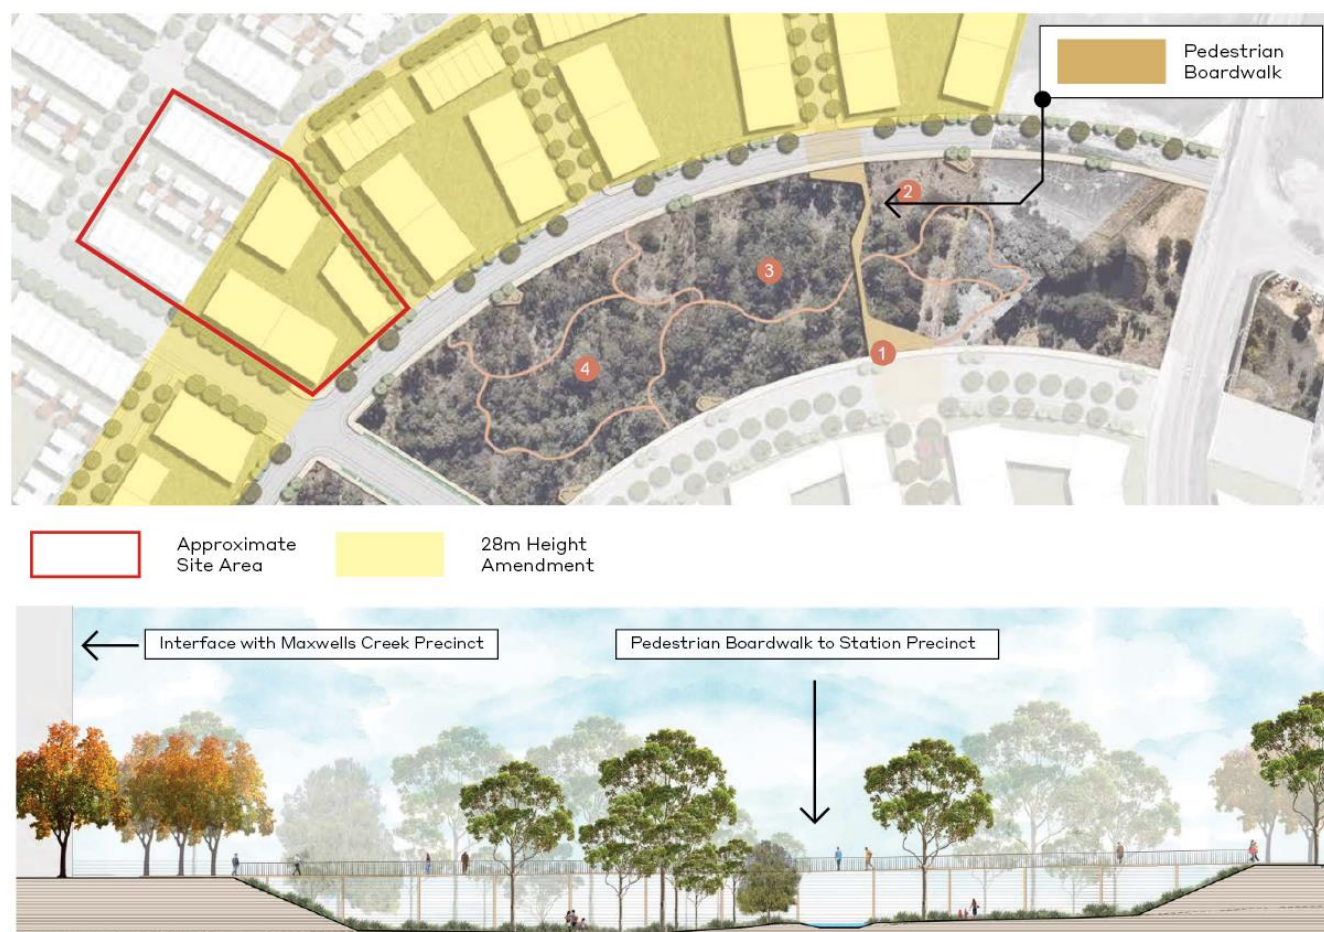 Pedestrian
Boardwalk
2
3
1
4
Approximate
Site Area
28m Height
Amendment
Interface with Maxwells Creek Precinct
Pedestrian Boardwalk to Station Precinct